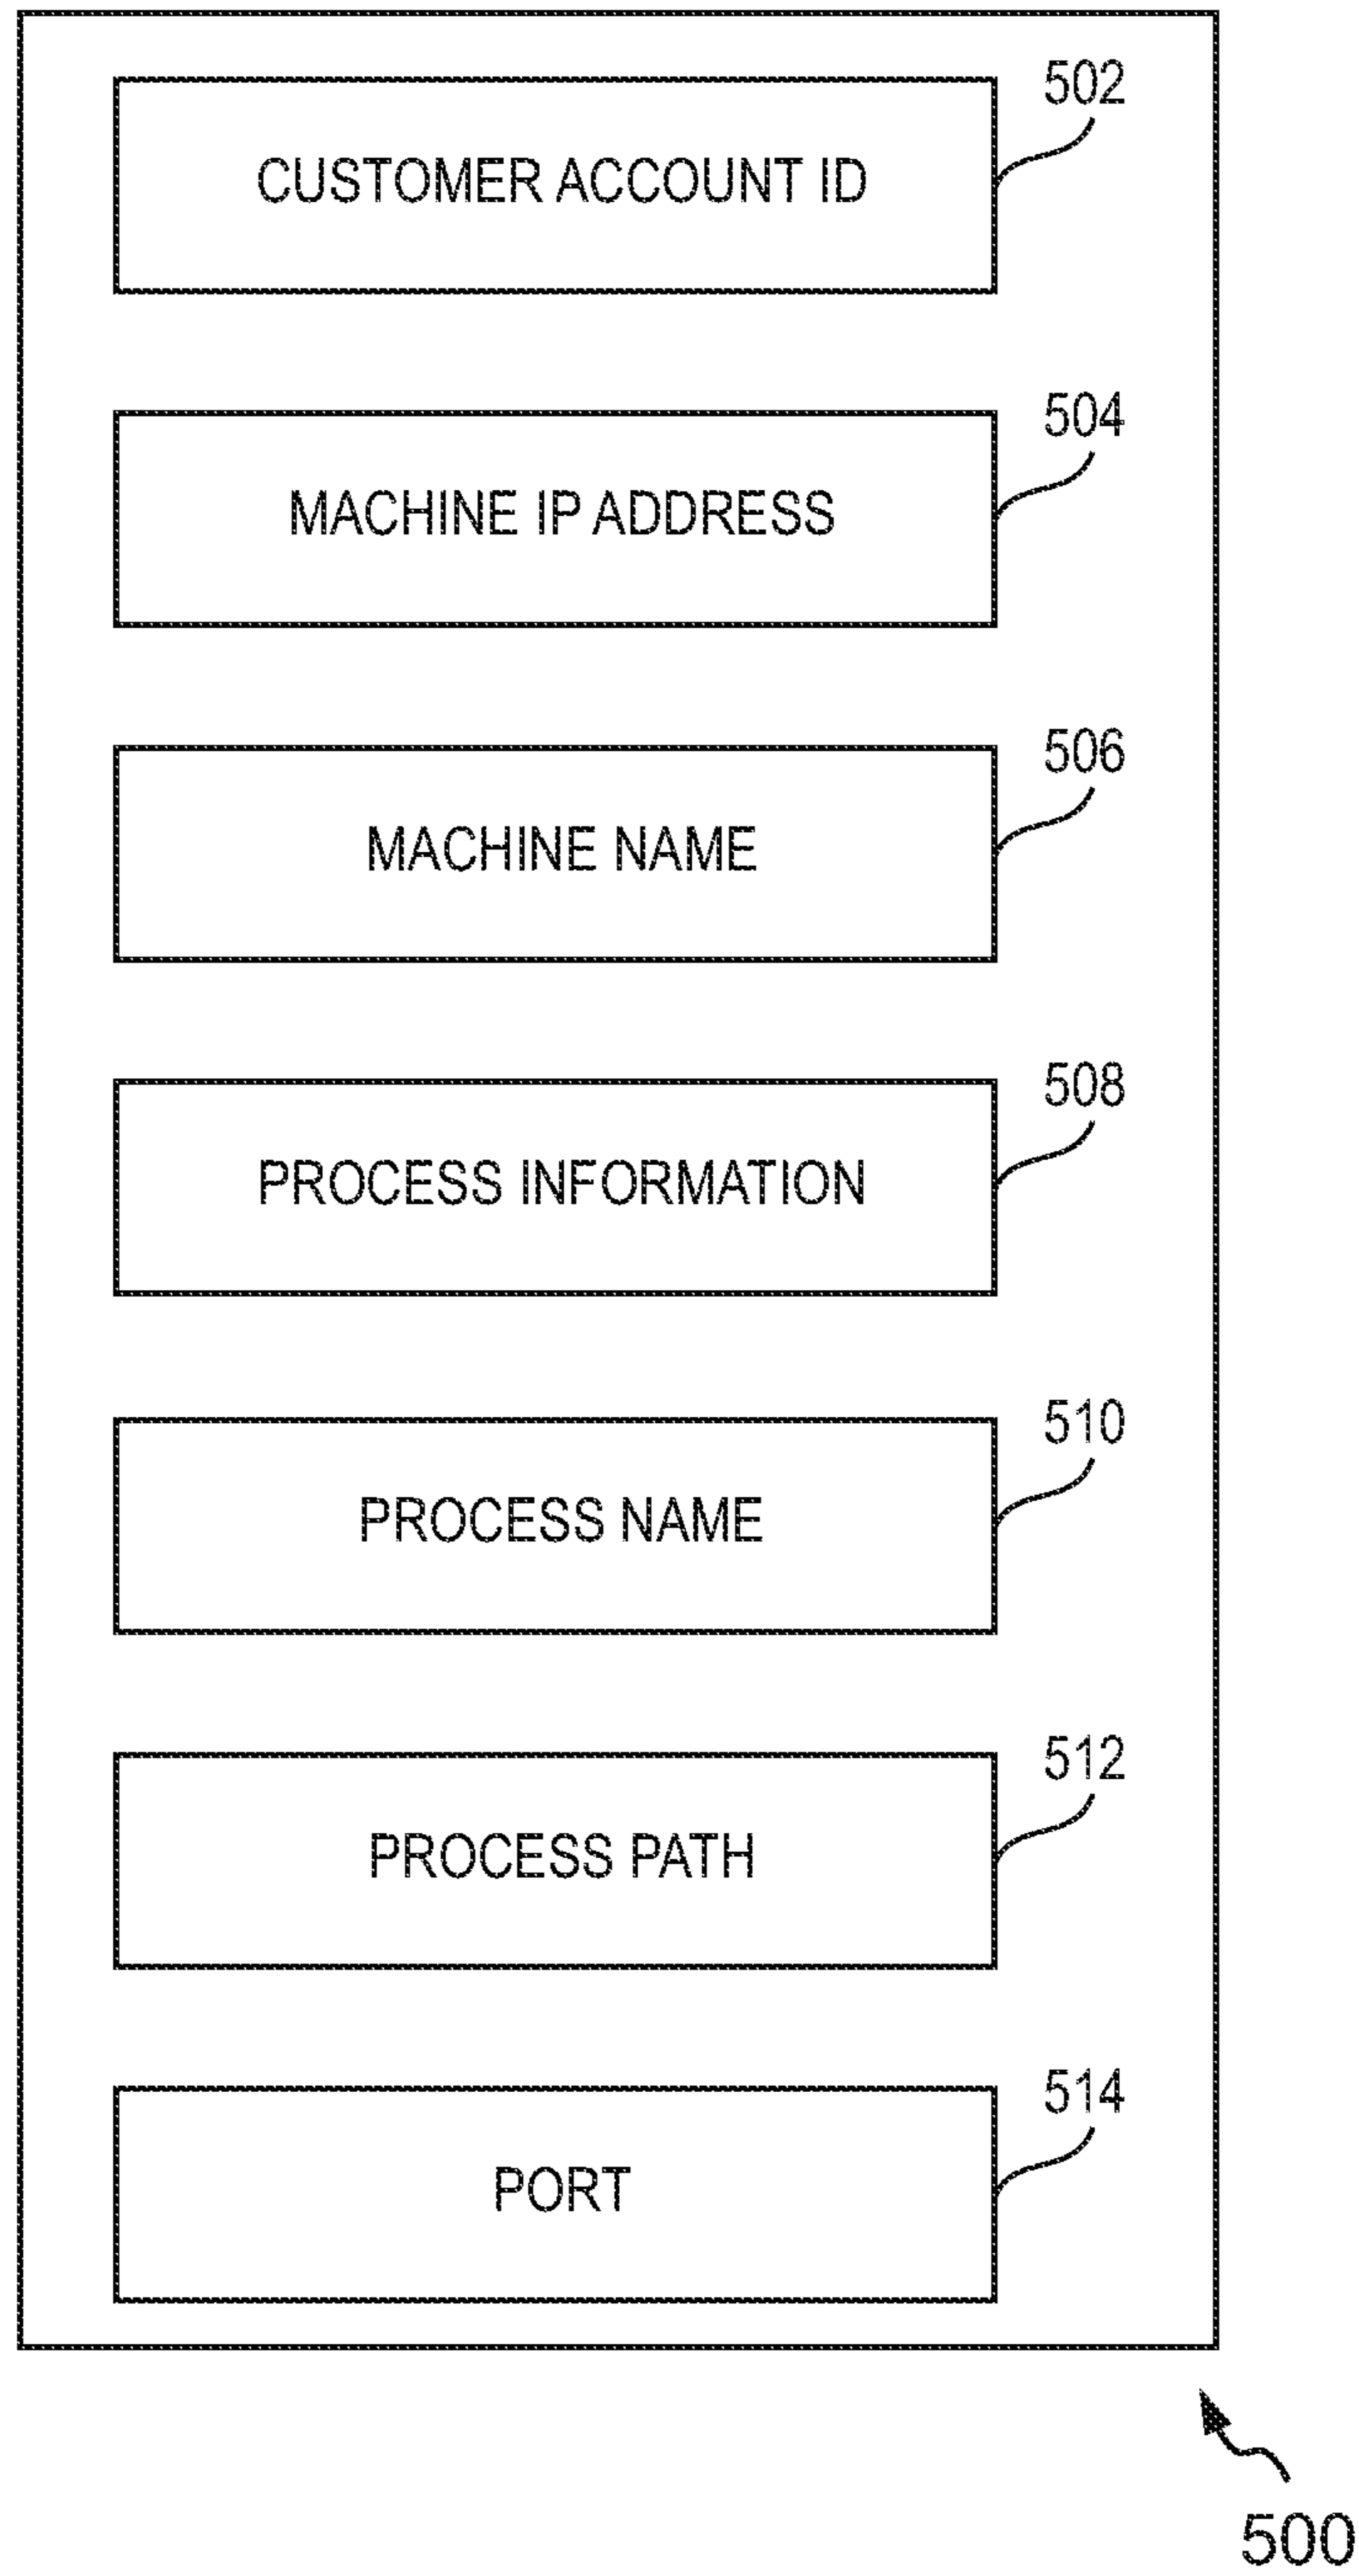 502
CUSTOMER ACCOUNT ID
504
MACHINE IP ADDRESS
506
MACHINE NAME
508
PROCESS INFORMATION
510
PROCESS NAME
512
PROCESS PATH
514
PORT
500